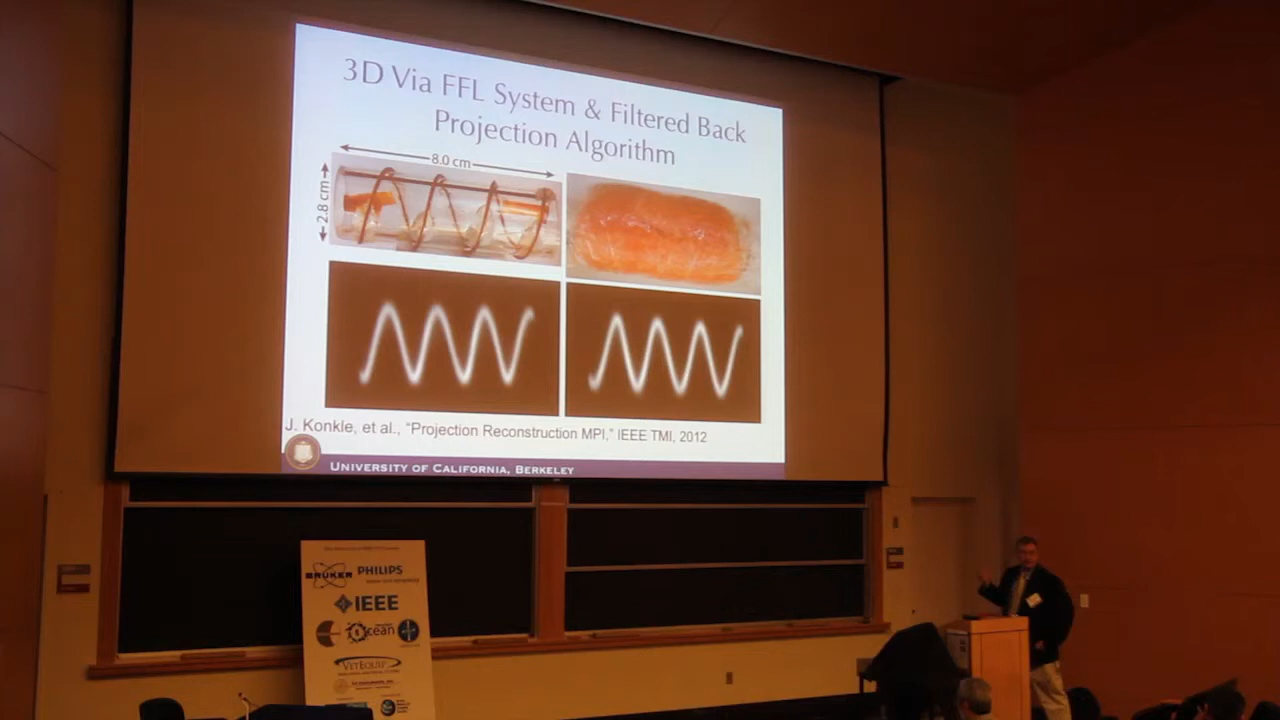 3D Via FFL System & Filtered Back
Projection Algorithm
8.0 cm
2.8 cm
J. Konkle, et al., “Projection Reconstruction MPI,” IEEE TMI, 2012
UNIVERSITY OF CALIFORNIA, BERKELEY
BRUKER
PHILIPS
IEEE
Ocean
VETEQUIP